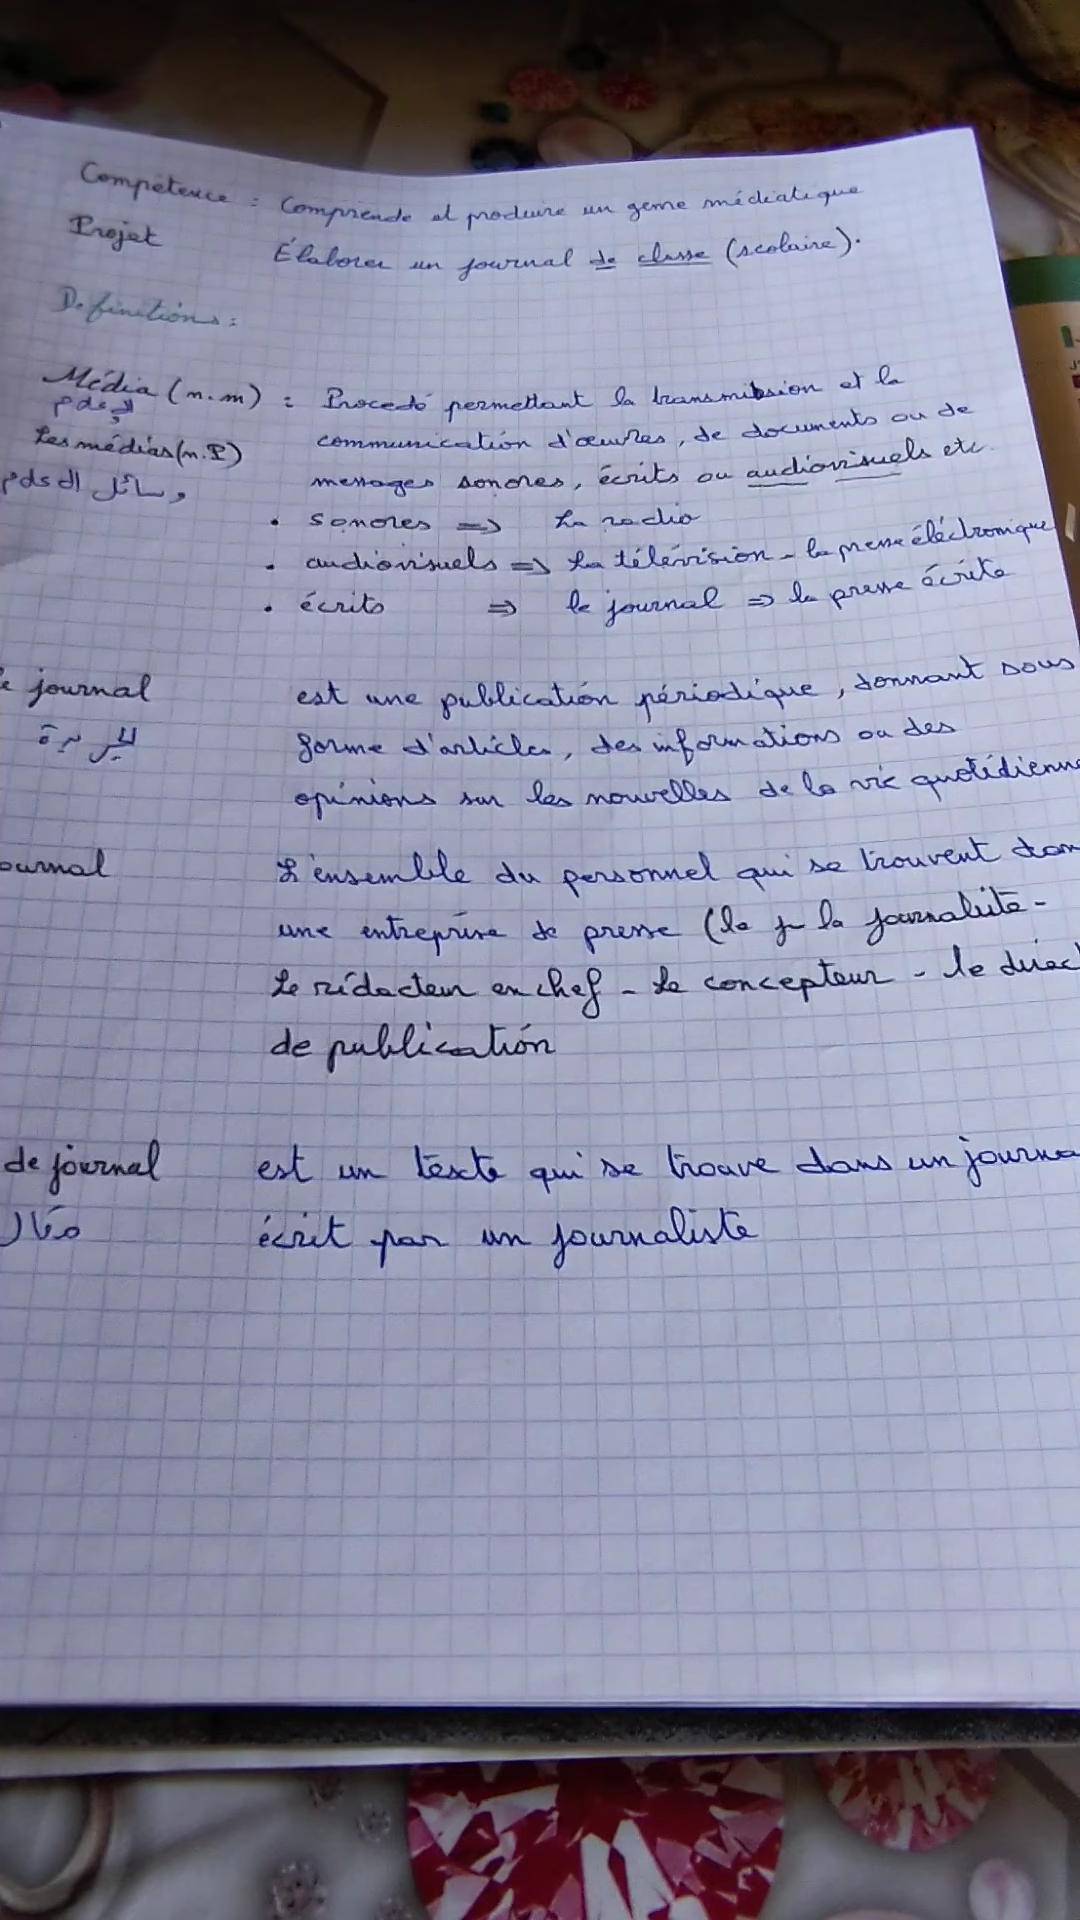 Compétence : Comprende et produire un genre médiatique
Projet Élaborer un journal de classe (scolaire).
Définitions :
Média (n.m) : Procedé permettant la transmission et la
communication d'œuvres, de documents ou de
Les médias (n.P)
messages sonores, écrits ou audiovisuels etc.
وسائل
• sonores => La radio
• audiovisuels => La télévision - la presse électronique
• écrits => le journal => la presse écrite
journal est une publication périodique, donnant sous
forme d'articles, des informations ou des
opinions sur les nouvelles de la vie quotidienne
ournal L'ensemble du personnel qui se trouvent dans
une entreprise de presse (le la journaliste -
Le rédacteur en chef - Le concepteur - le direct
de publication
de journal est un texte qui se trouve dans un journa
مقال
écrit par un journaliste